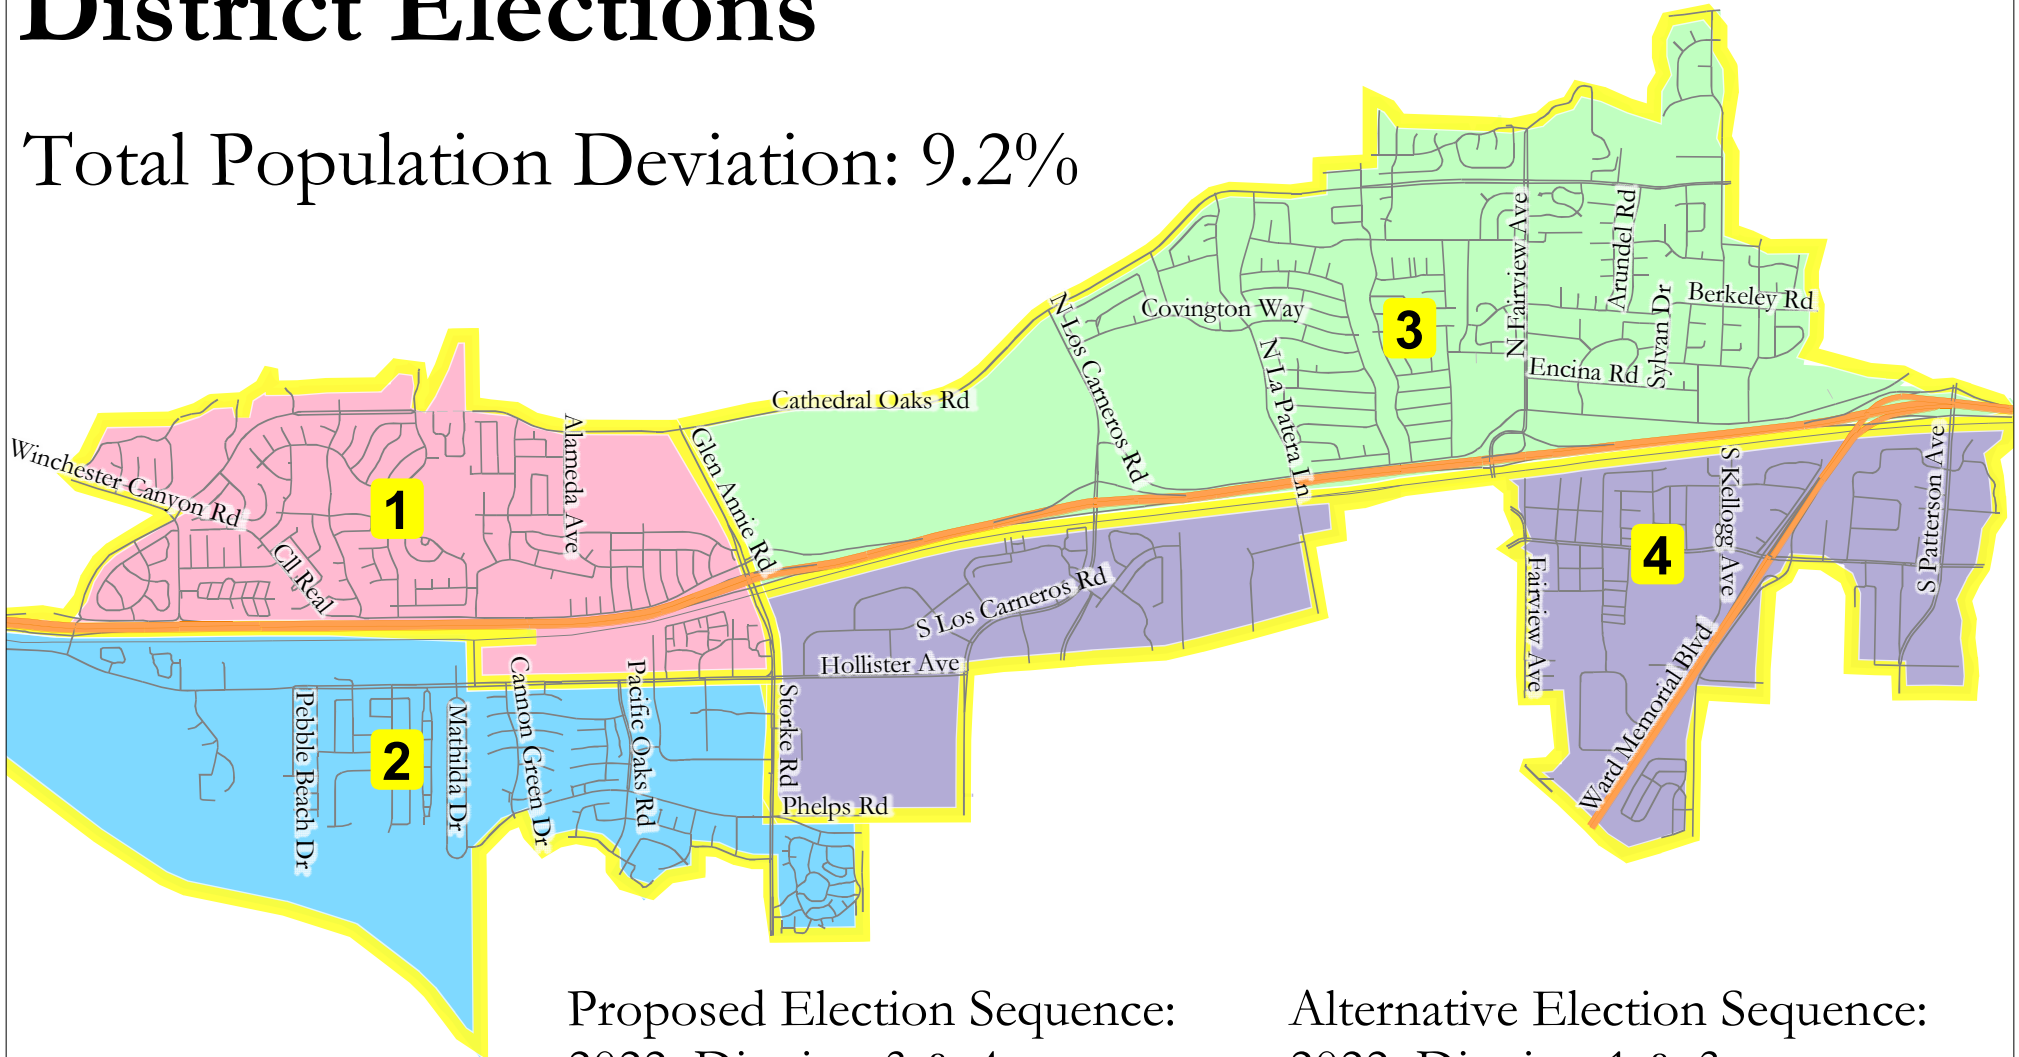 District Elections
Total Population Deviation: 9.2%
N Fairview Ave
Arundel Rd
Sylvan Dr
Berkeley Rd
Encina Rd
3
Covington Way
N Los Carneros Rd
N La Patera Ln
Cathedral Oaks Rd
Winchester Canyon Rd
1
Alameda Ave
Glen Annie Rd
Cll Real
S Kellogg Ave
S Patterson Ave
4
Fairview Ave
S Los Carneros Rd
Hollister Ave
Ward Memorial Blvd
Pebble Beach Dr
2
Mathilda Dr
Cannon Green Dr
Pacific Oaks Rd
Storke Rd
Phelps Rd
Proposed Election Sequence:
Alternative Election Sequence: